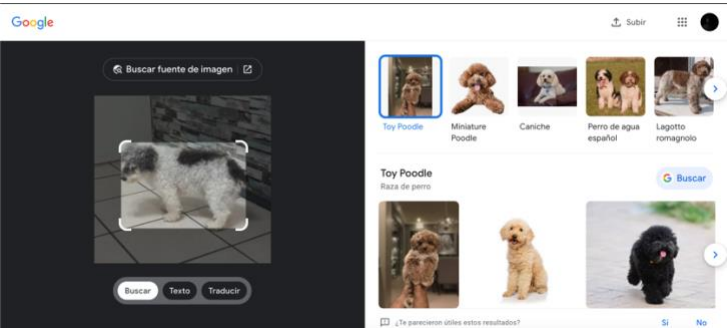 Google
Subir
Buscar fuente de imagen
Buscar
Texto
Traducir
Toy Poodle
Miniature
Poodle
Caniche
Perro de agua
español
Lagotto
romagnolo
Toy Poodle
Raza de perro
G Buscar
¿Te parecieron útiles estos resultados?
Sí
No